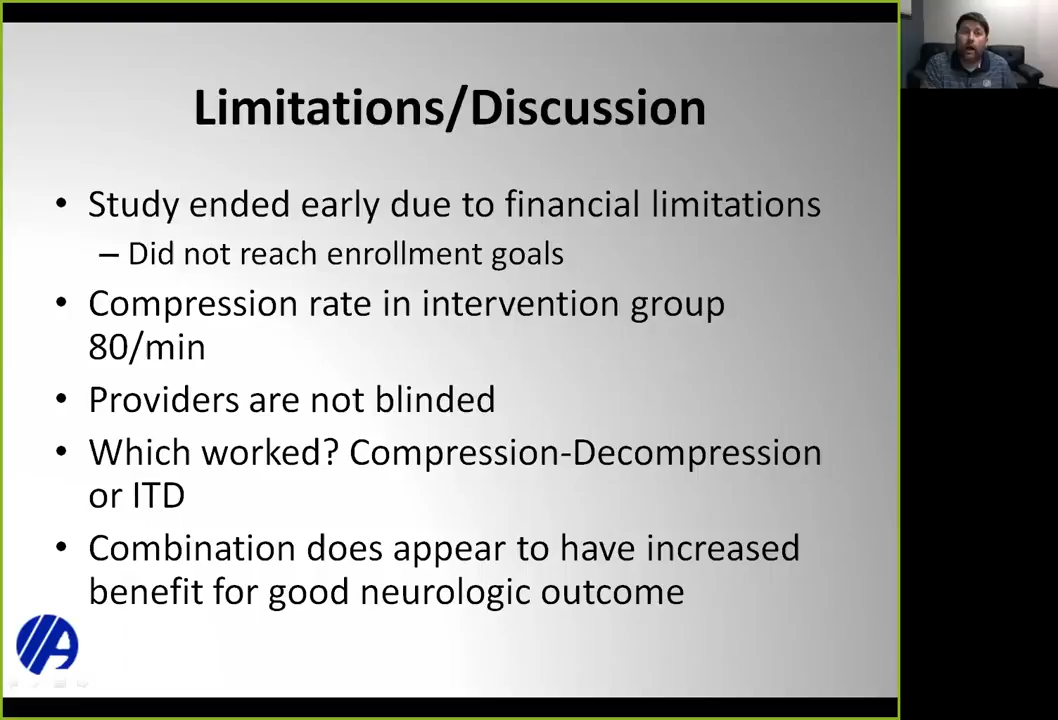 Limitations/Discussion
• Study ended early due to financial limitations
– Did not reach enrollment goals
• Compression rate in intervention group
80/min
• Providers are not blinded
• Which worked? Compression-Decompression
or ITD
• Combination does appear to have increased
benefit for good neurologic outcome